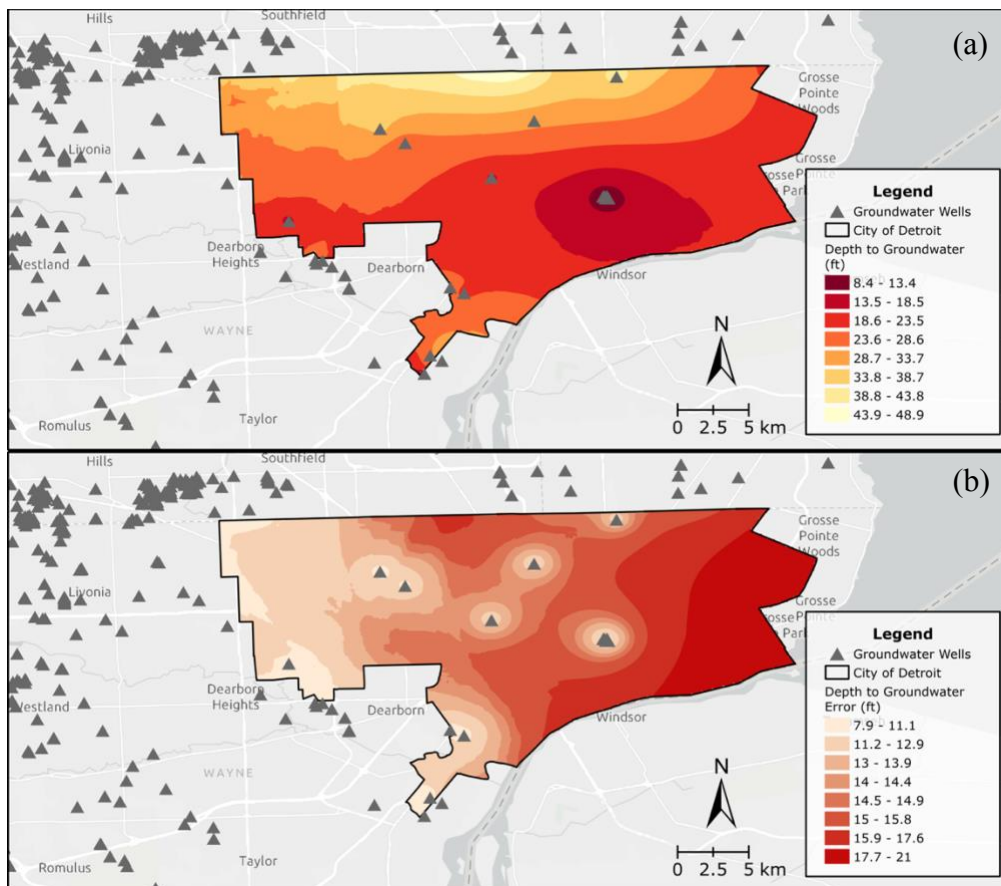 (a)
Hills
Southfield
Grosse
Pointe
Woods
Livonia
Grosse
Pointe
Park
Dearborn
Heights
Dearborn
Westland
Windsor
WAYNE
Romulus
Taylor
N
0 2.5 5 km
Legend
Groundwater Wells
City of Detroit
Depth to Groundwater
(ft)
8.4 - 13.4
13.5 - 18.5
18.6 - 23.5
23.6 - 28.6
28.7 - 33.7
33.8 - 38.7
38.8 - 43.8
43.9 - 48.9
(b)
Hills
Southfield
Grosse
Pointe
Woods
Livonia
Grosse
Pointe
Park
Dearborn
Heights
Dearborn
Westland
Windsor
WAYNE
Romulus
Taylor
N
0 2.5 5 km
Legend
Groundwater Wells
City of Detroit
Depth to Groundwater
Error (ft)
7.9 - 11.1
11.2 - 12.9
13 - 13.9
14 - 14.4
14.5 - 14.9
15 - 15.8
15.9 - 17.6
17.7 - 21